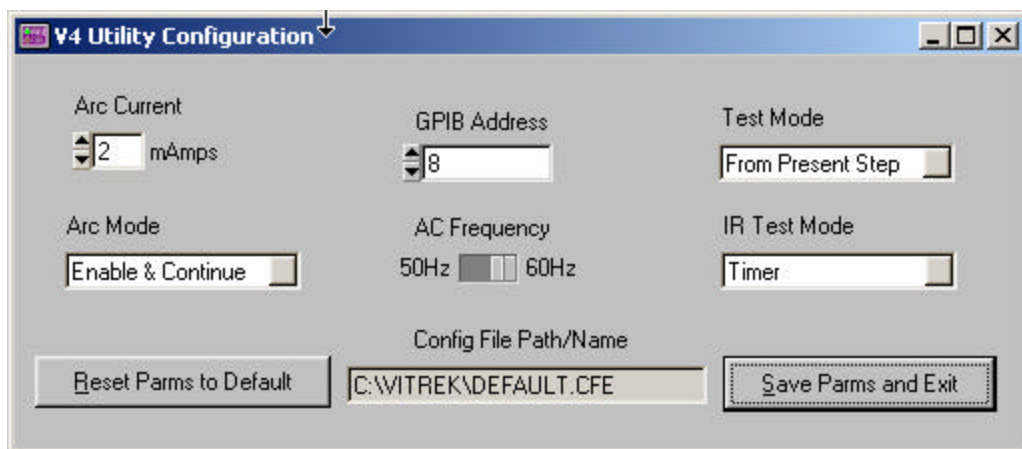 V4 Utility Configuration
Arc Current
2 mAmps
GPIB Address
8
Test Mode
From Present Step
Arc Mode
Enable & Continue
AC Frequency
50Hz 60Hz
IR Test Mode
Timer
Config File Path/Name
Reset Parms to Default
C:\VITREK\DEFAULT.CFE
Save Parms and Exit